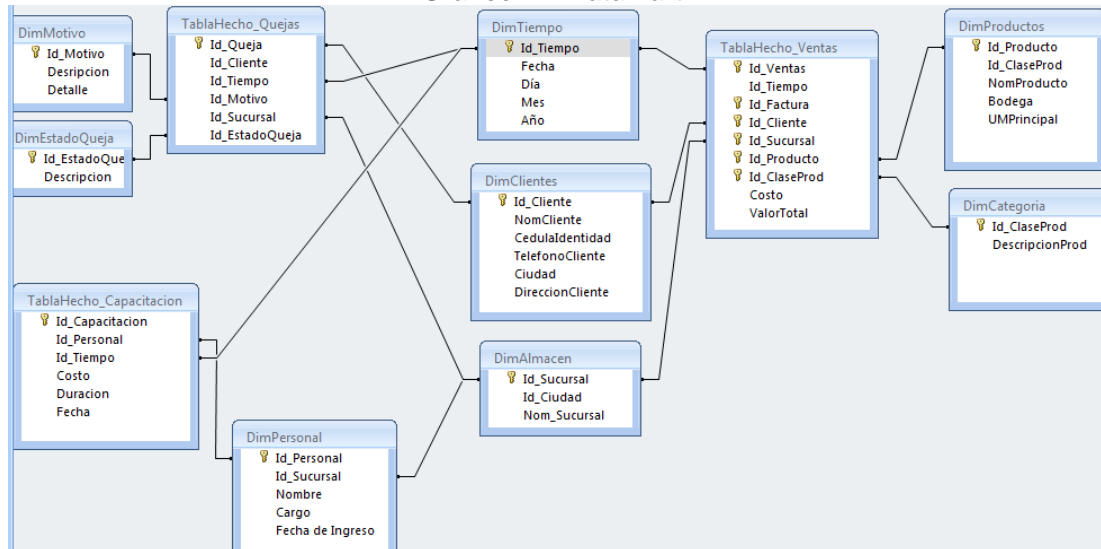 DimMotivo
Id_Motivo
Desripcion
Detalle
DimEstadoQueja
Id_EstadoQue
Descripcion
TablaHecho_Quejas
Id_Queja
Id_Cliente
Id_Tiempo
Id_Motivo
Id_Sucursal
Id_EstadoQueja
DimTiempo
Id_Tiempo
Fecha
Día
Mes
Año
TablaHecho_Ventas
Id_Ventas
Id_Tiempo
Id_Factura
Id_Cliente
Id_Sucursal
Id_Producto
Id_ClaseProd
Costo
ValorTotal
DimProductos
Id_Producto
Id_ClaseProd
NomProducto
Bodega
UMPrincipal
DimClientes
Id_Cliente
NomCliente
CedulaIdentidad
TelefonoCliente
Ciudad
DireccionCliente
DimCategoria
Id_ClaseProd
DescripcionProd
TablaHecho_Capacitacion
Id_Capacitacion
Id_Personal
Id_Tiempo
Costo
Duracion
Fecha
DimAlmacen
Id_Sucursal
Id_Ciudad
Nom_Sucursal
DimPersonal
Id_Personal
Id_Sucursal
Nombre
Cargo
Fecha de Ingreso